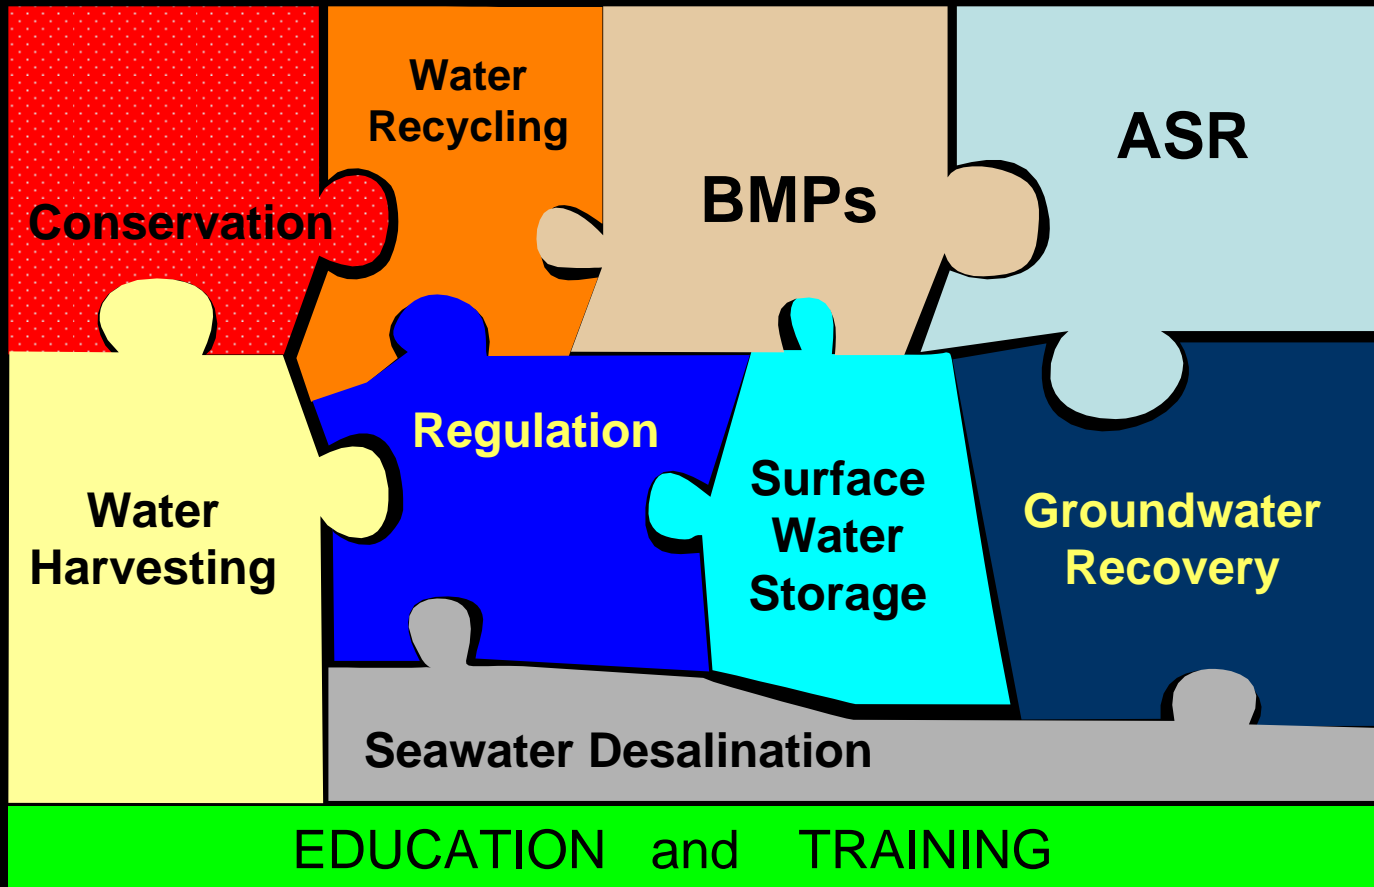 Water
Recycling
ASR
BMPs
Conservation
Regulation
Surface
Water
Storage
Water
Harvesting
Groundwater
Recovery
Seawater Desalination
EDUCATION and TRAINING